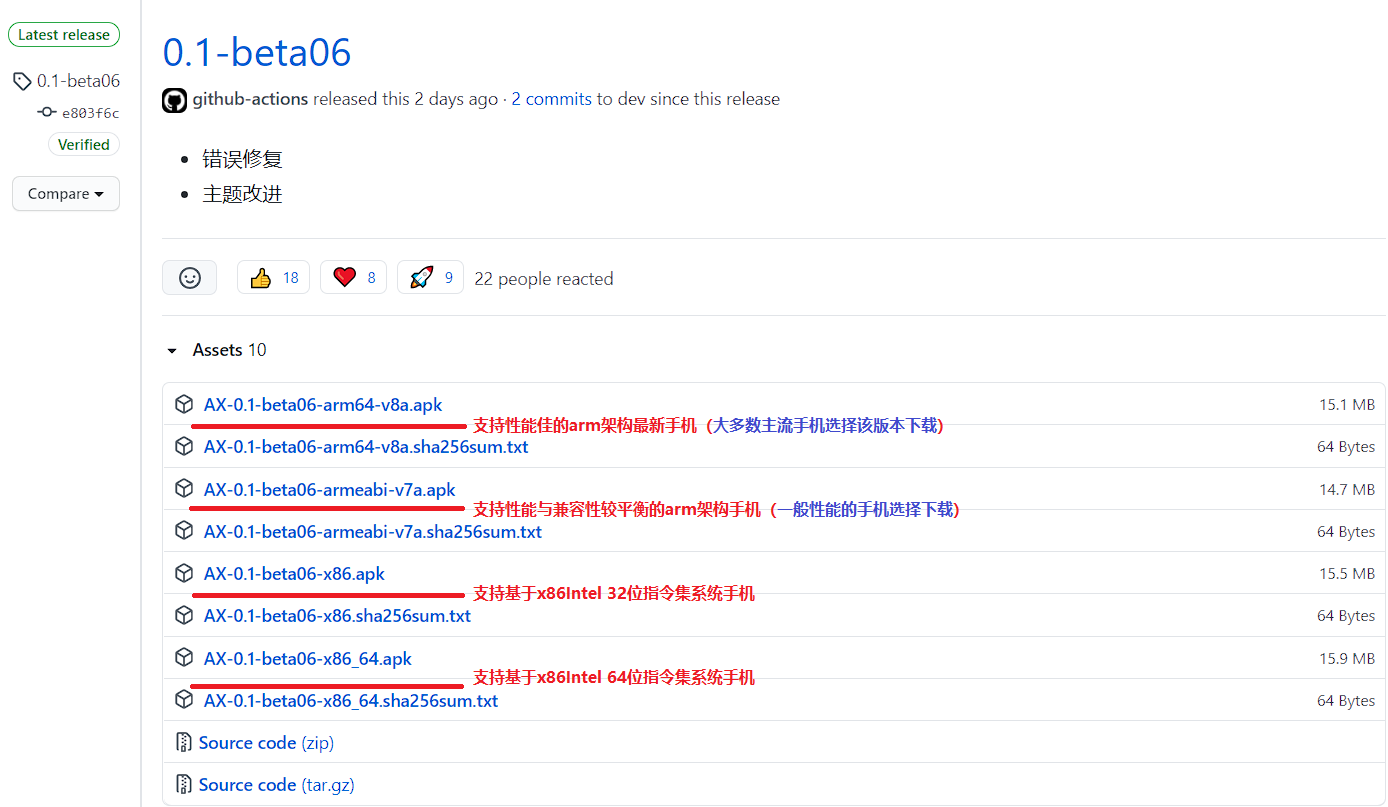 Latest release
0.1-beta06
e803f6c
Verified
Compare
0.1-beta06
github-actions released this 2 days ago · 2 commits to dev since this release
错误修复
主题改进
18
8
9
22 people reacted
Assets 10
AX-0.1-beta06-arm64-v8a.apk
15.1 MB
支持性能佳的arm架构最新手机（大多数主流手机选择该版本下载）
AX-0.1-beta06-arm64-v8a.sha256sum.txt
64 Bytes
AX-0.1-beta06-armeabi-v7a.apk
14.7 MB
支持性能与兼容性较平衡的arm架构手机（一般性能的手机选择下载）
AX-0.1-beta06-armeabi-v7a.sha256sum.txt
64 Bytes
AX-0.1-beta06-x86.apk
15.5 MB
支持基于x86Intel 32位指令集系统手机
AX-0.1-beta06-x86.sha256sum.txt
64 Bytes
AX-0.1-beta06-x86_64.apk
15.9 MB
支持基于x86Intel 64位指令集系统手机
AX-0.1-beta06-x86_64.sha256sum.txt
64 Bytes
Source code (zip)
Source code (tar.gz)